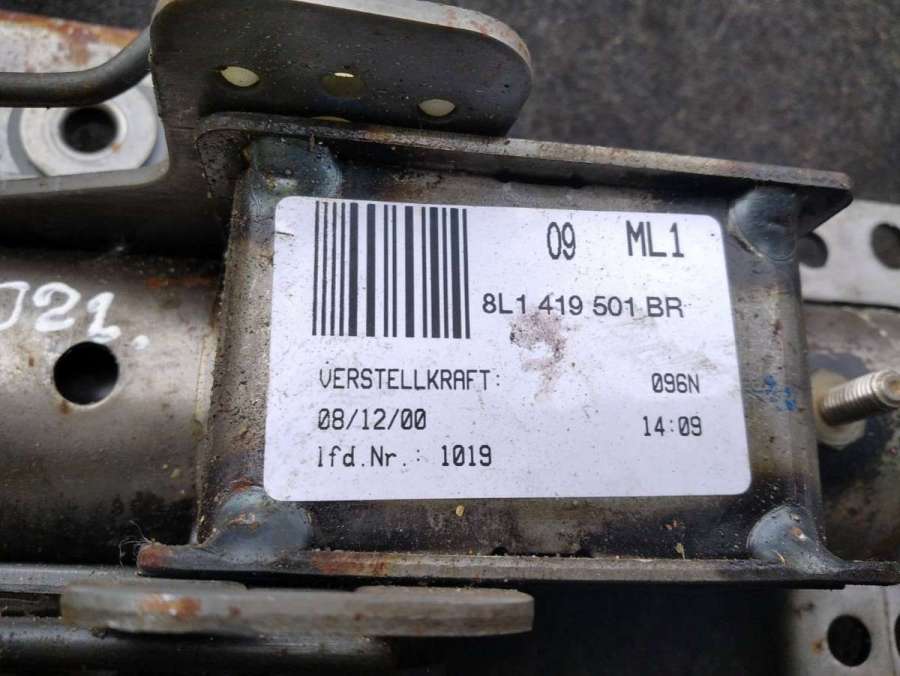 09 ML1
8L1 419 501 BR
VERSTELLKRAFT: 096N
08/12/00 14:09
lfd.Nr.: 1019